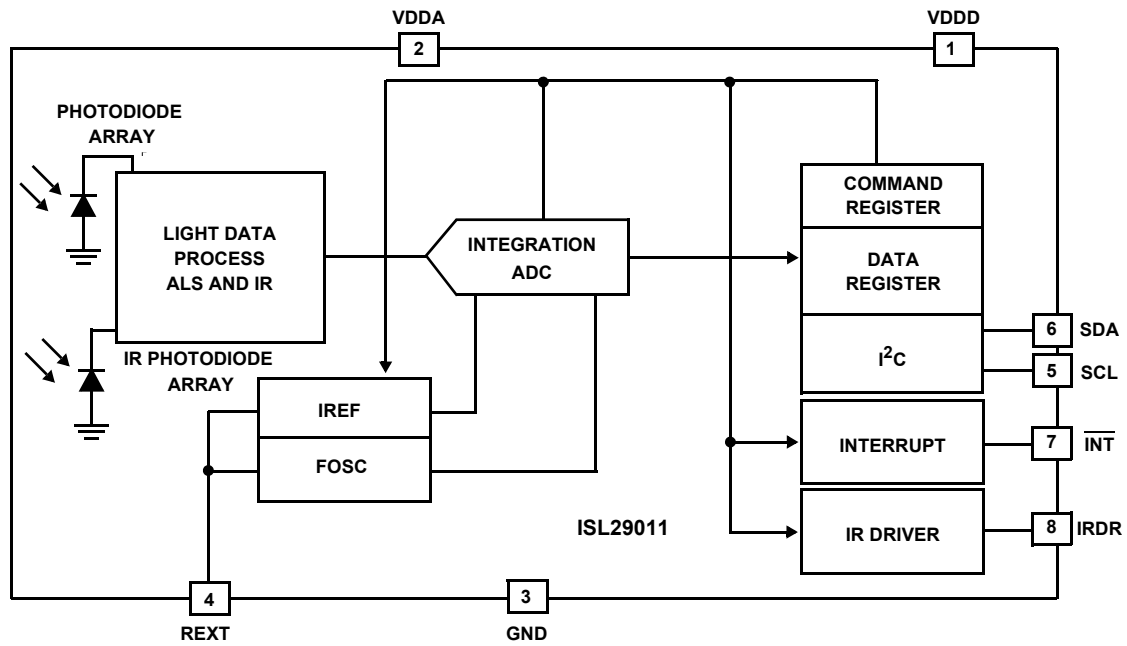 VDDA
VDDD
2
1
PHOTODIODE
ARRAY
COMMAND
REGISTER
LIGHT DATA
PROCESS
ALS AND IR
INTEGRATION
ADC
DATA
REGISTER
6
SDA
I²C
5
SCL
IR PHOTODIODE
ARRAY
IREF
FOSC
INTERRUPT
7
INT
ISL29011
IR DRIVER
8
IRDR
4
REXT
3
GND